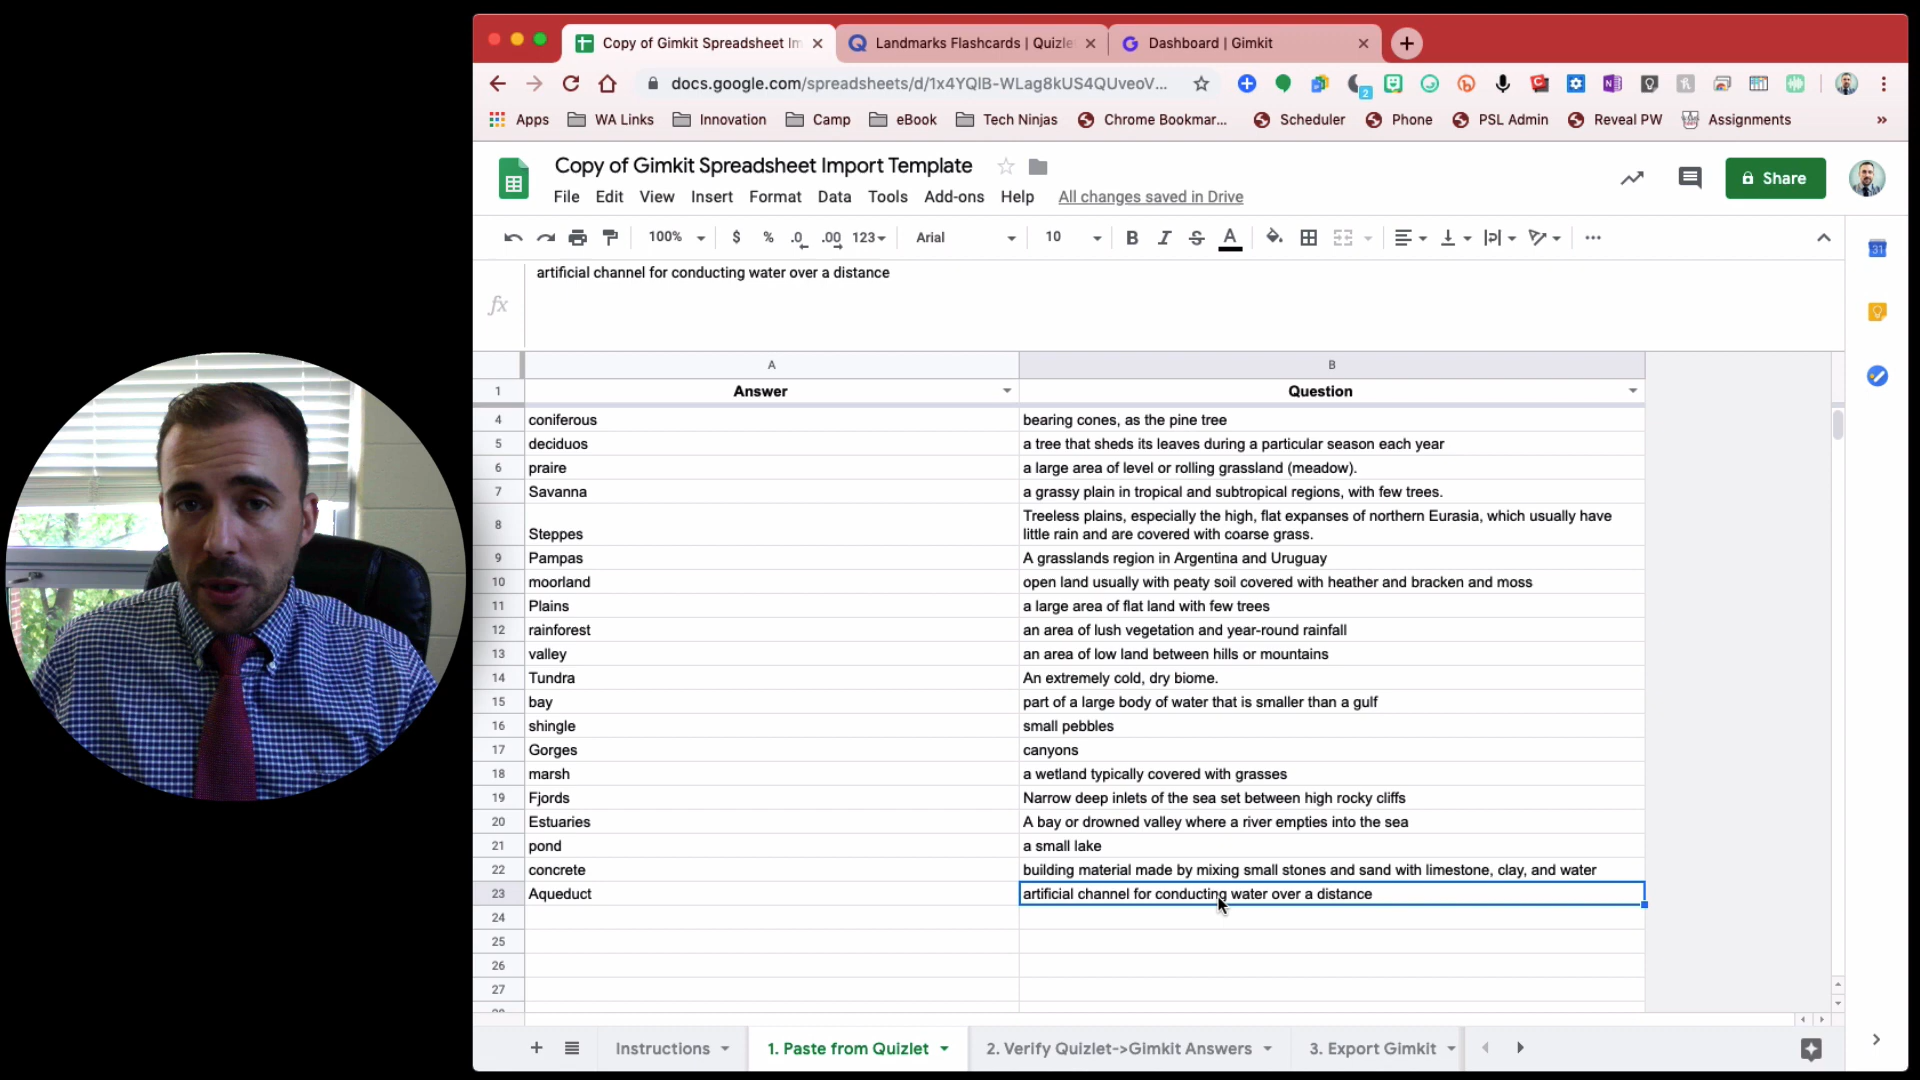 Copy of Gimkit Spreadsheet Im
Landmarks Flashcards | Quizle
Dashboard | Gimkit
docs.google.com/spreadsheets/d/1x4YQlB-WLag8kUS4QUveoV...
2
Apps
WA Links
Innovation
Camp
eBook
Tech Ninjas
Chrome Bookmar...
Scheduler
Phone
PSL Admin
Reveal PW
Assignments
»
Copy of Gimkit Spreadsheet Import Template
Share
File Edit View Insert Format Data Tools Add-ons Help All changes saved in Drive
100% $ % .0 .00 123 Arial 10 B I S A ...
31
artificial channel for conducting water over a distance
fx
A B
1 Answer Question
4 coniferous bearing cones, as the pine tree
5 deciduos a tree that sheds its leaves during a particular season each year
6 praire a large area of level or rolling grassland (meadow).
7 Savanna a grassy plain in tropical and subtropical regions, with few trees.
8 Steppes Treeless plains, especially the high, flat expanses of northern Eurasia, which usually have
little rain and are covered with coarse grass.
9 Pampas A grasslands region in Argentina and Uruguay
10 moorland open land usually with peaty soil covered with heather and bracken and moss
11 Plains a large area of flat land with few trees
12 rainforest an area of lush vegetation and year-round rainfall
13 valley an area of low land between hills or mountains
14 Tundra An extremely cold, dry biome.
15 bay part of a large body of water that is smaller than a gulf
16 shingle small pebbles
17 Gorges canyons
18 marsh a wetland typically covered with grasses
19 Fjords Narrow deep inlets of the sea set between high rocky cliffs
20 Estuaries A bay or drowned valley where a river empties into the sea
21 pond a small lake
22 concrete building material made by mixing small stones and sand with limestone, clay, and water
23 Aqueduct artificial channel for conducting water over a distance
24
25
26
27
Instructions
1. Paste from Quizlet
2. Verify Quizlet->Gimkit Answers
3. Export Gimkit